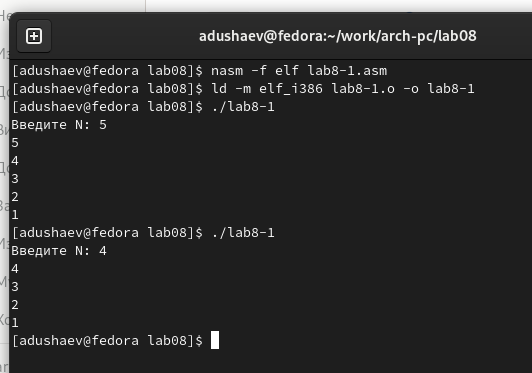 adushaev@fedora:~/work/arch-pc/lab08
[adushaev@fedora lab08]$ nasm -f elf lab8-1.asm
[adushaev@fedora lab08]$ ld -m elf_i386 lab8-1.o -o lab8-1
[adushaev@fedora lab08]$ ./lab8-1
Введите N: 5
5
4
3
2
1
[adushaev@fedora lab08]$ ./lab8-1
Введите N: 4
4
3
2
1
[adushaev@fedora lab08]$